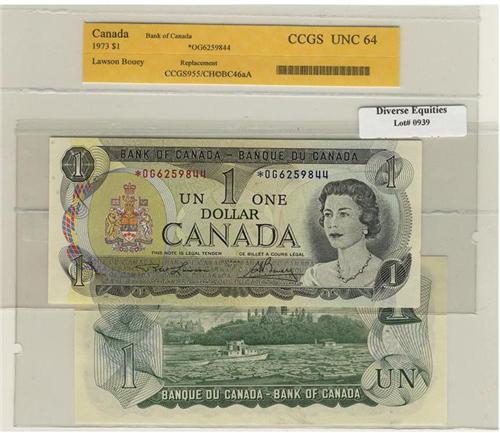 Canada
Bank of Canada
CCGS UNC 64
1973 $1
*OG6259844
Lawson Bouey
Replacement
CCGS955/CH©BC46aA
Diverse Equities
Lot# 0939
1
BANK OF CANADA - BANQUE DU CANADA
1
*OG6259844
1
*OG6259844
UN
ONE
DOLLAR
CANADA
THIS NOTE IS LEGAL TENDER
CE BILLET A COURS LÉGAL
1
1
1
1
UN
BANQUE DU CANADA - BANK OF CANADA